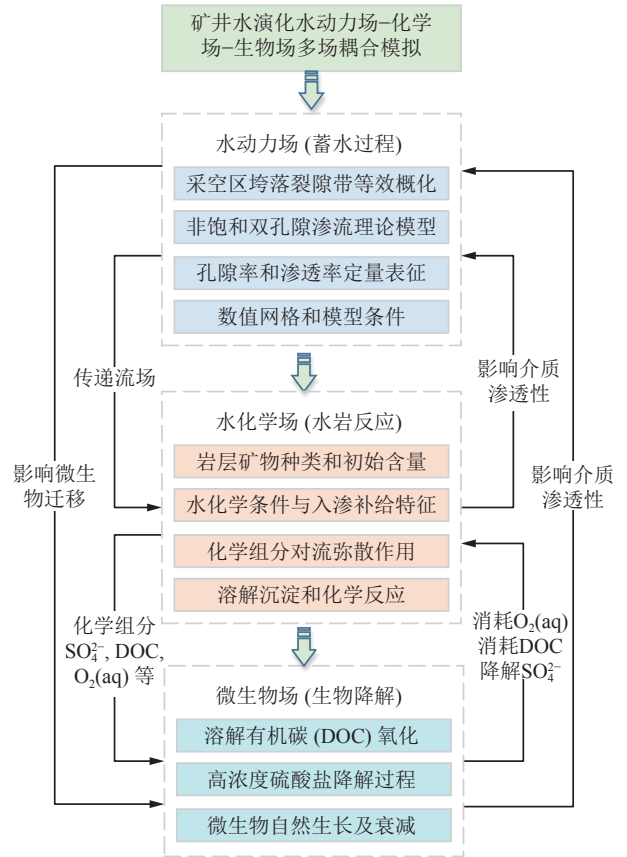 矿井水演化水动力场–化学
场–生物场多场耦合模拟
水动力场 (蓄水过程)
采空区垮落裂隙带等效概化
非饱和双孔隙渗流理论模型
孔隙率和渗透率定量表征
数值网格和模型条件
传递流场
影响介质
渗透性
水化学场 (水岩反应)
岩层矿物种类和初始含量
水化学条件与入渗补给特征
化学组分对流弥散作用
溶解沉淀和化学反应
影响微生
物迁移
影响介质
渗透性
化学组分
SO₄²⁻, DOC,
O₂(aq) 等
消耗O₂(aq)
消耗DOC
降解SO₄²⁻
微生物场 (生物降解)
溶解有机碳 (DOC) 氧化
高浓度硫酸盐降解过程
微生物自然生长及衰减